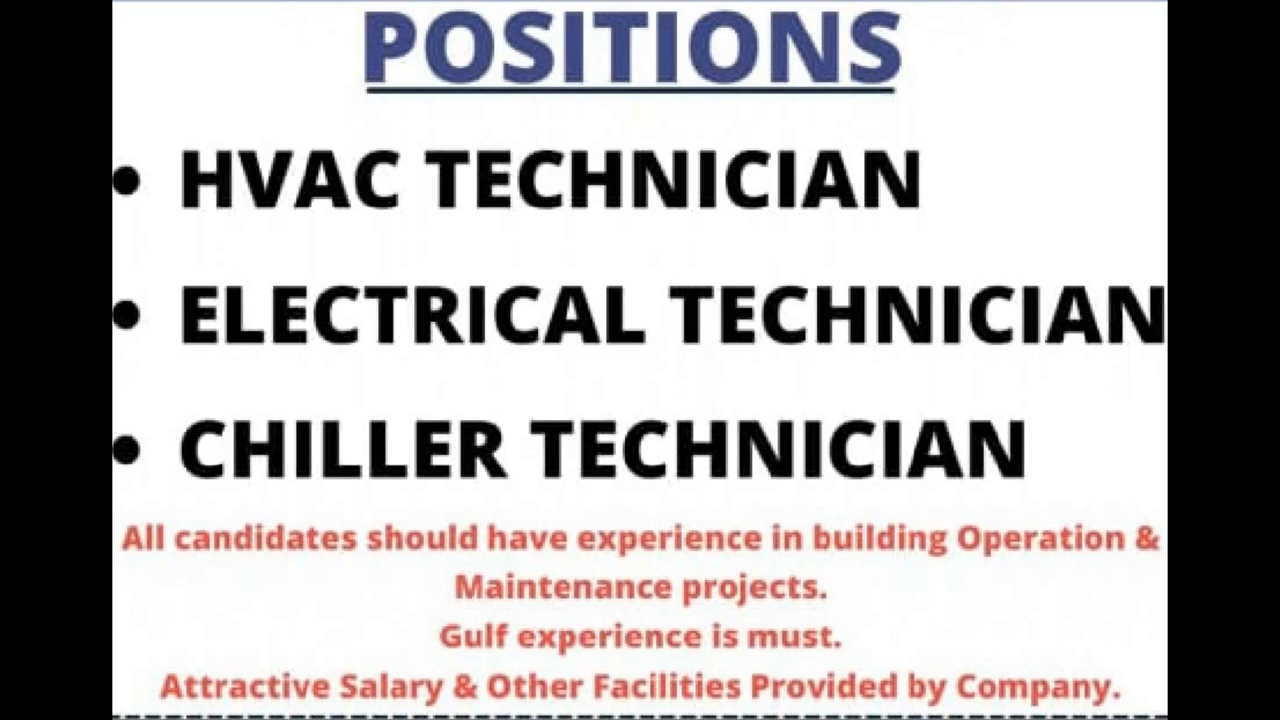 POSITIONS
• HVAC TECHNICIAN
• ELECTRICAL TECHNICIAN
• CHILLER TECHNICIAN
All candidates should have experience in building Operation &
Maintenance projects.
Gulf experience is must.
Attractive Salary & Other Facilities Provided by Company.